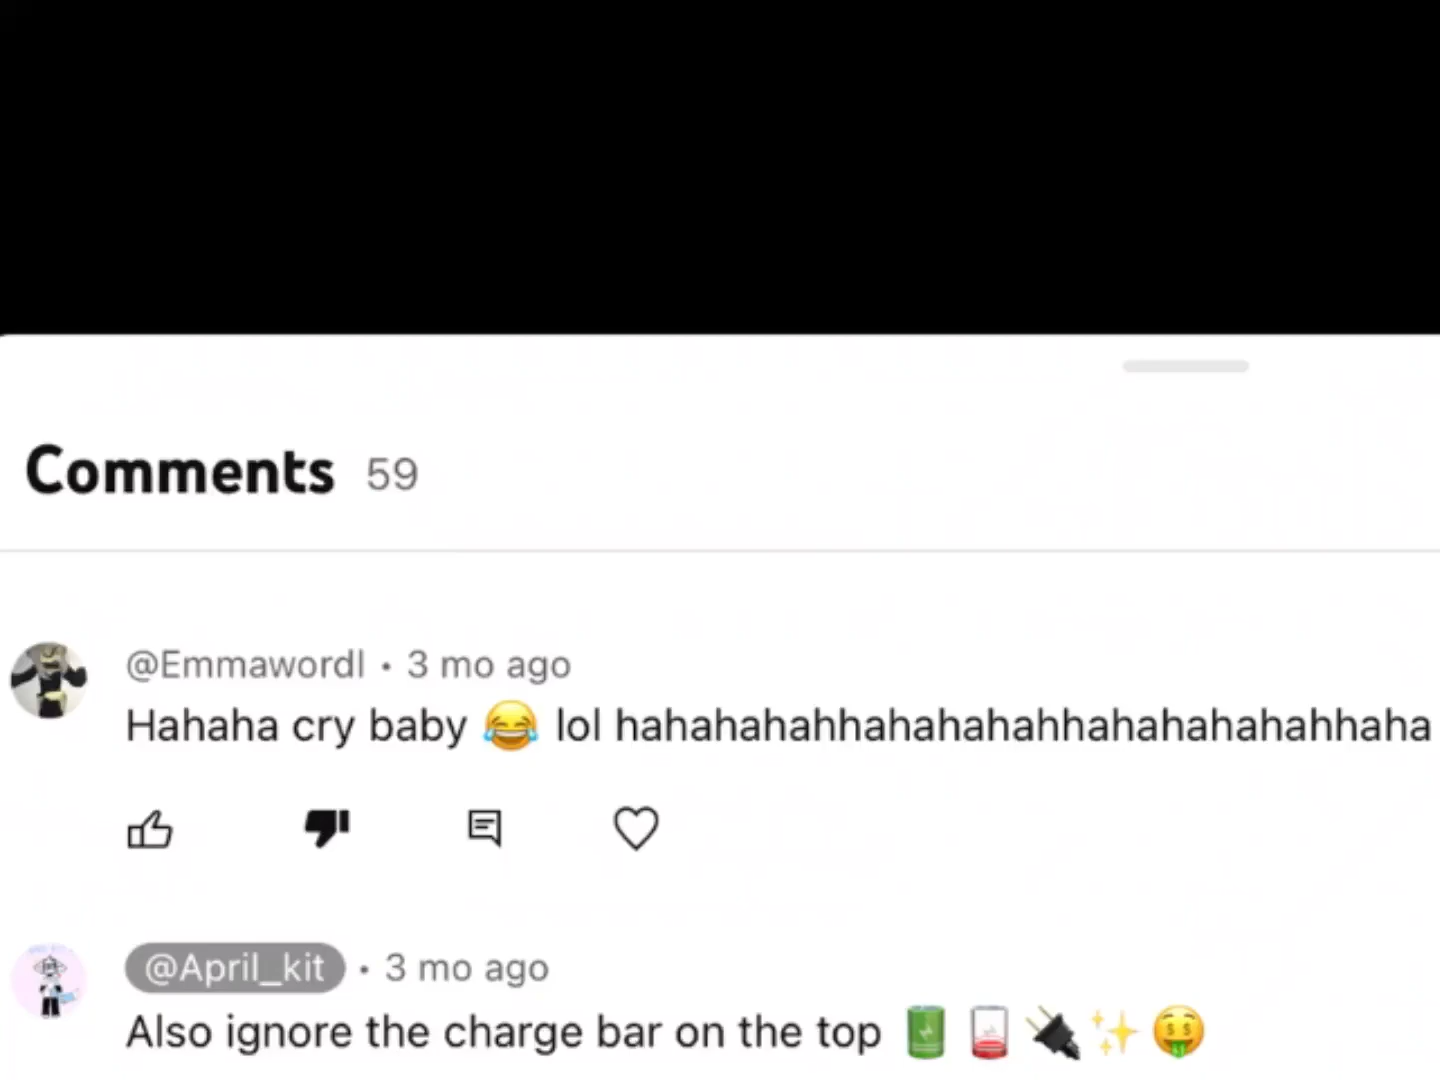 Comments 59
@Emmawordl • 3 mo ago
Hahaha cry baby 😂 lol hahahahahhahahahahhahahahahahhaha
@April_kit • 3 mo ago
Also ignore the charge bar on the top 🔋🪫🔌✨🤑